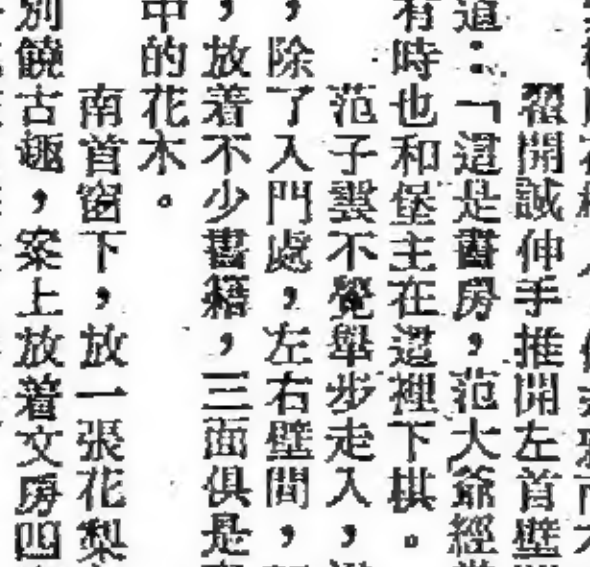 翟開誠伸手推開左首壁
道：「這是書房，范大爺經
有時也和堡主在這裡下棋。
范子雲不覺舉步走入，
，除了入門處，左右壁間，
，放着不少書籍，三面俱是
中的花木。
南首窗下，放一張花梨
別饒古趣，案上放着文房四